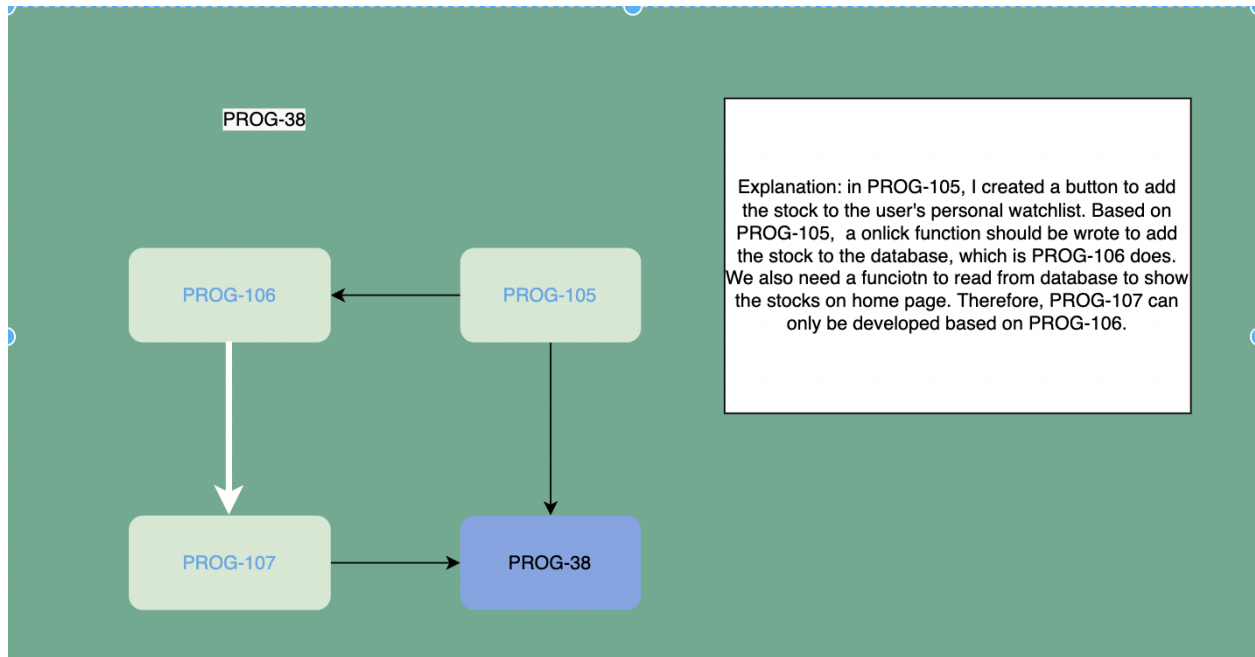 PROG-38
Explanation: in PROG-105, I created a button to add
the stock to the user's personal watchlist. Based on
PROG-105,  a onlick function should be wrote to add
the stock to the database, which is PROG-106 does.
We also need a funciotn to read from database to show
the stocks on home page. Therefore, PROG-107 can
only be developed based on PROG-106.
PROG-106
PROG-105
PROG-107
PROG-38